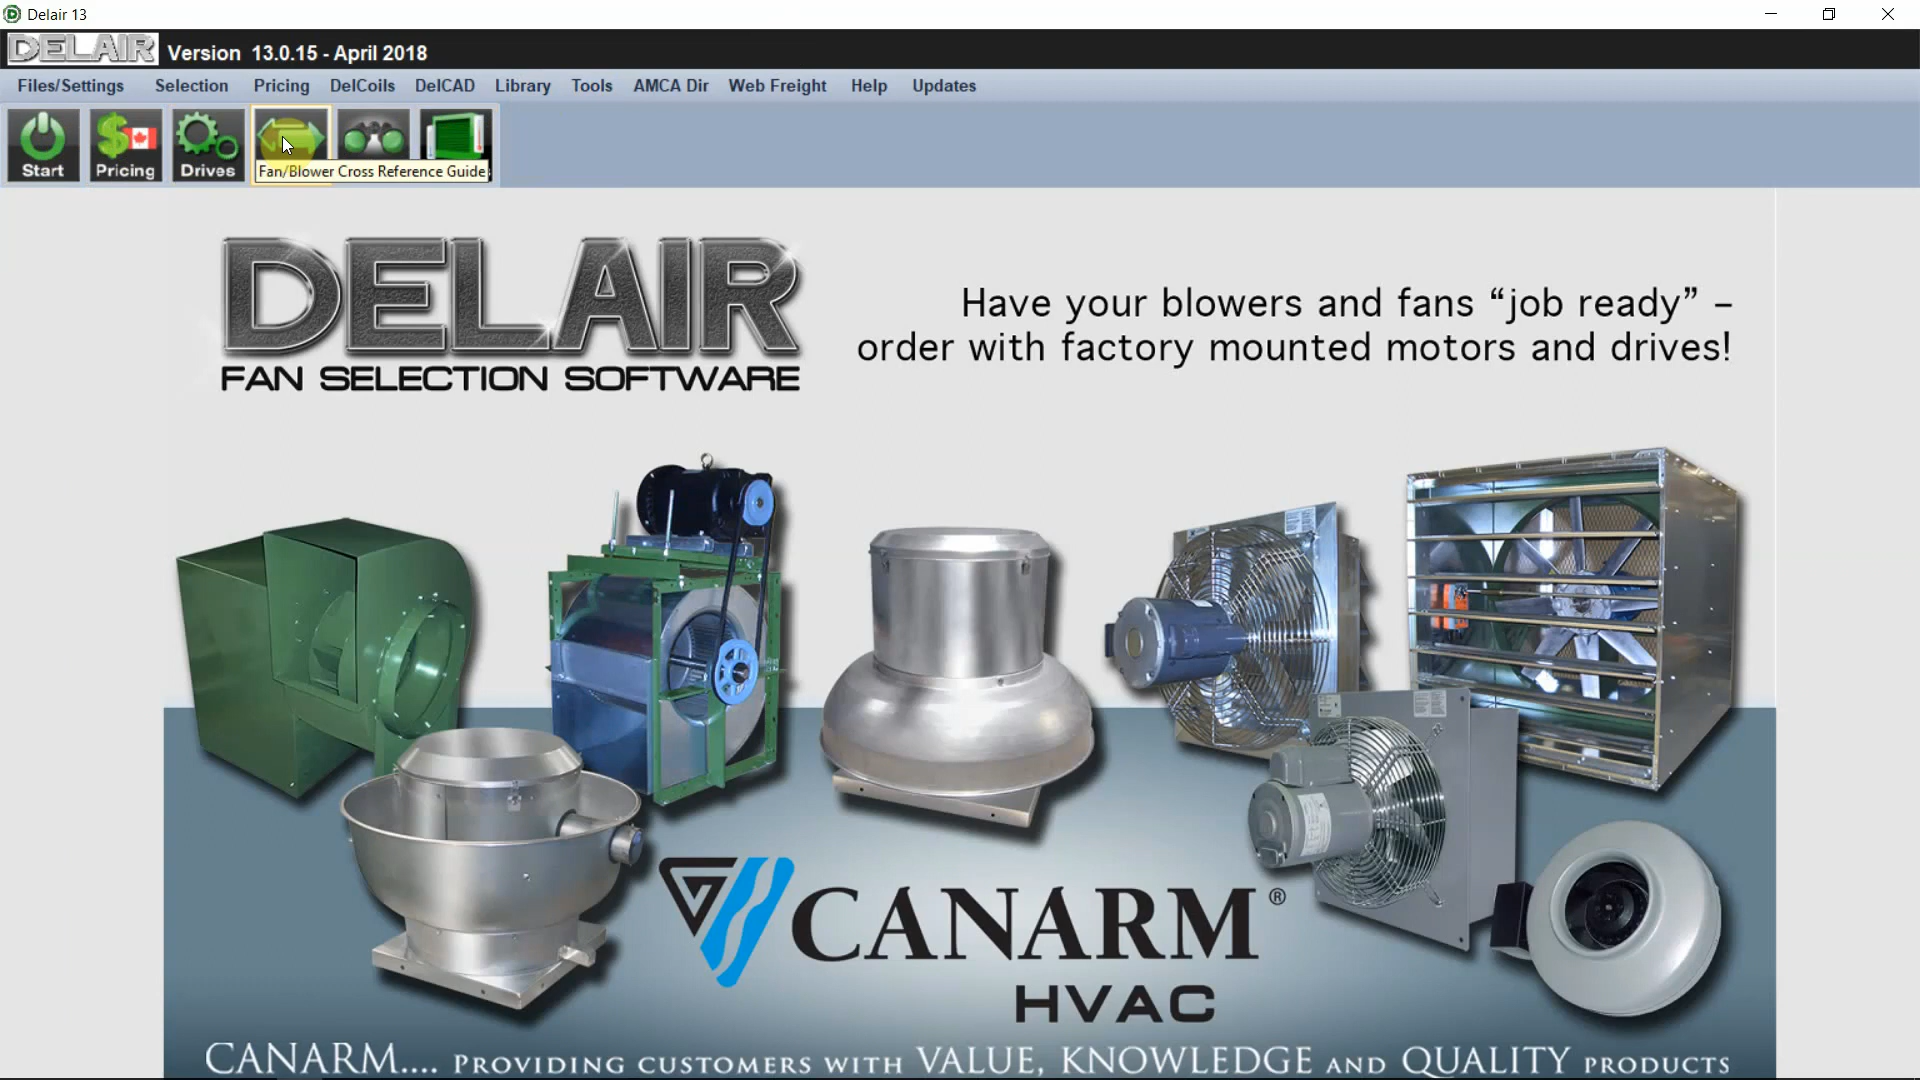 Delair 13
DELAIR Version 13.0.15 - April 2018
Files/Settings Selection Pricing DelCoils DelCAD Library Tools AMCA Dir Web Freight Help Updates
Start Pricing Drives
Fan/Blower Cross Reference Guide
DELAIR
FAN SELECTION SOFTWARE
Have your blowers and fans “job ready” –
order with factory mounted motors and drives!
CANARM®
HVAC
CANARM.... PROVIDING CUSTOMERS WITH VALUE, KNOWLEDGE AND QUALITY PRODUCTS